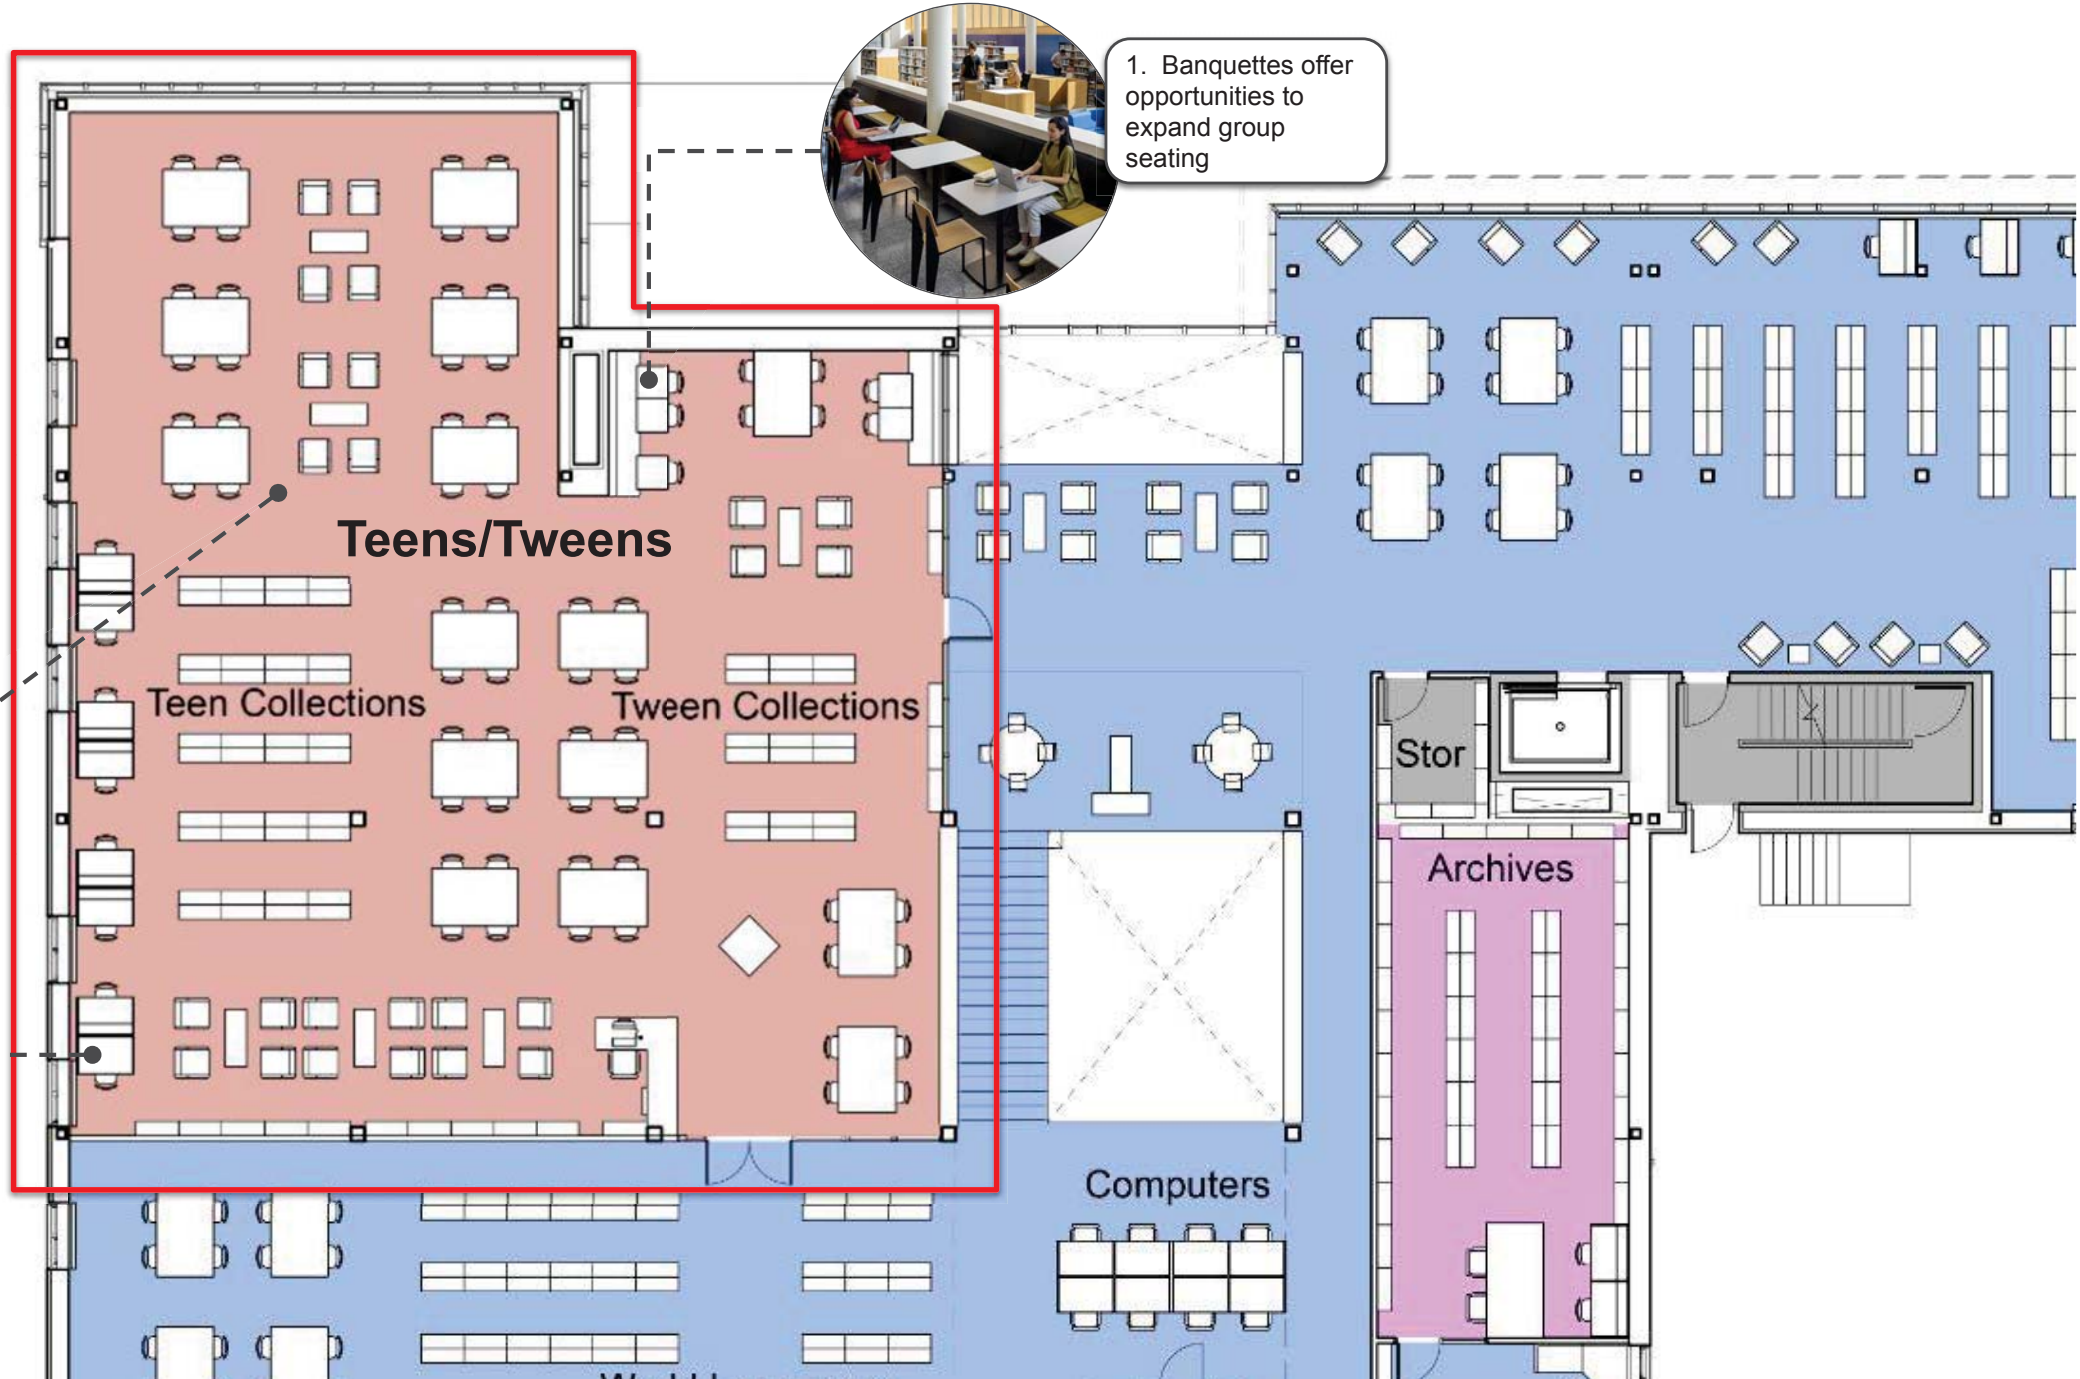 1. Banquettes offer
opportunities to
expand group
seating
Teens/Tweens
Teen Collections
Tween Collections
Stor
Archives
Computers